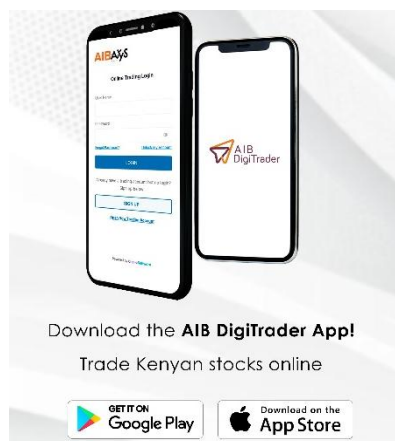 AIBAXYS
Online Trading Login
LOGIN
SIGN UP
AIB
DigiTrader
Download the AIB DigiTrader App!
Trade Kenyan stocks online
GET IT ON
Google Play
Download on the
App Store